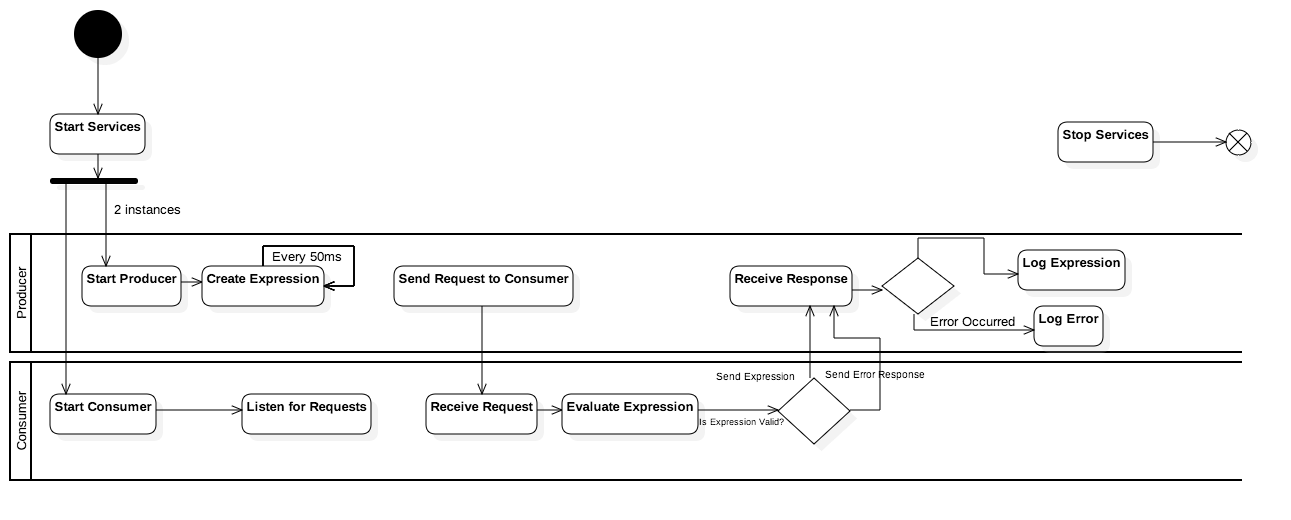 Start Services
Stop Services
2 instances
Producer
Start Producer
Every 50ms
Create Expression
Send Request to Consumer
Receive Response
Log Expression
Error Occurred
Log Error
Consumer
Start Consumer
Listen for Requests
Receive Request
Evaluate Expression
Is Expression Valid?
Send Expression
Send Error Response